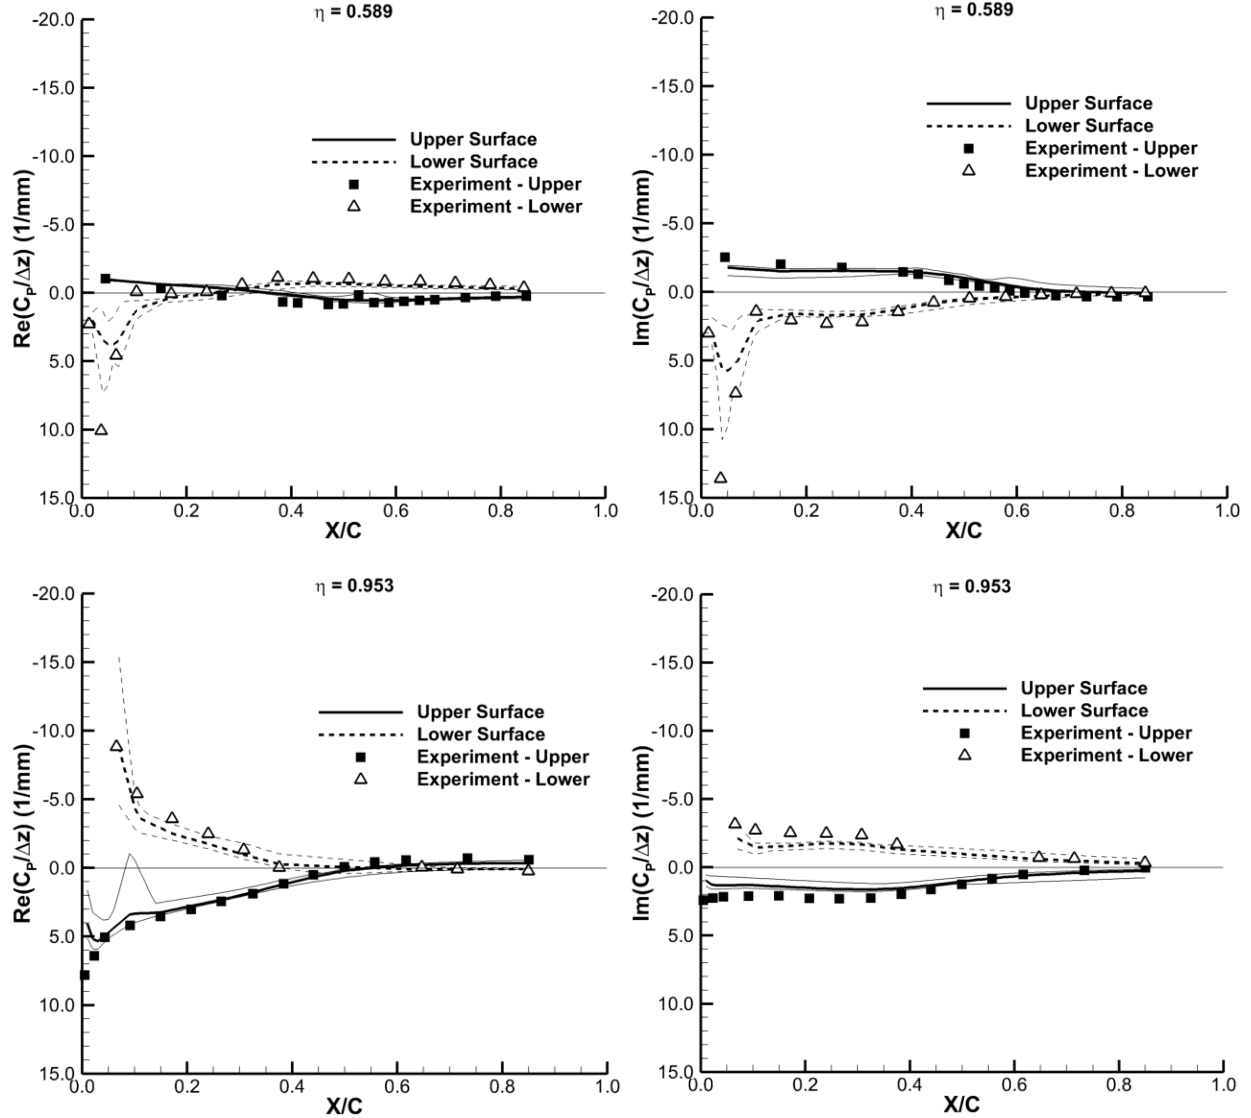 η = 0.589
-20.0
-15.0
-10.0
-5.0
0.0
5.0
10.0
15.0
Re(C_P/Δz) (1/mm)
Upper Surface
Lower Surface
Experiment - Upper
Experiment - Lower
0.0 0.2 0.4 0.6 0.8 1.0
X/C
η = 0.589
-20.0
-15.0
-10.0
-5.0
0.0
5.0
10.0
15.0
Im(C_P/Δz) (1/mm)
Upper Surface
Lower Surface
Experiment - Upper
Experiment - Lower
0.0 0.2 0.4 0.6 0.8 1.0
X/C
η = 0.953
-20.0
-15.0
-10.0
-5.0
0.0
5.0
10.0
15.0
Re(C_P/Δz) (1/mm)
Upper Surface
Lower Surface
Experiment - Upper
Experiment - Lower
0.0 0.2 0.4 0.6 0.8 1.0
X/C
η = 0.953
-20.0
-15.0
-10.0
-5.0
0.0
5.0
10.0
15.0
Im(C_P/Δz) (1/mm)
Upper Surface
Lower Surface
Experiment - Upper
Experiment - Lower
0.0 0.2 0.4 0.6 0.8 1.0
X/C